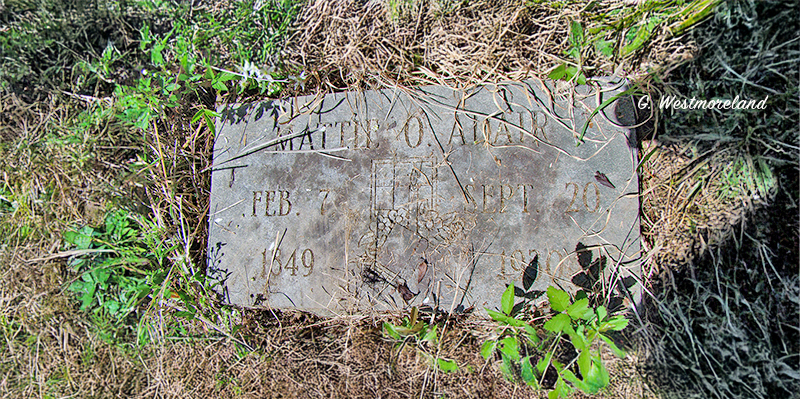 G. Westmoreland
MATTIE O. ADAIR
FEB. 7 SEPT. 20
1849